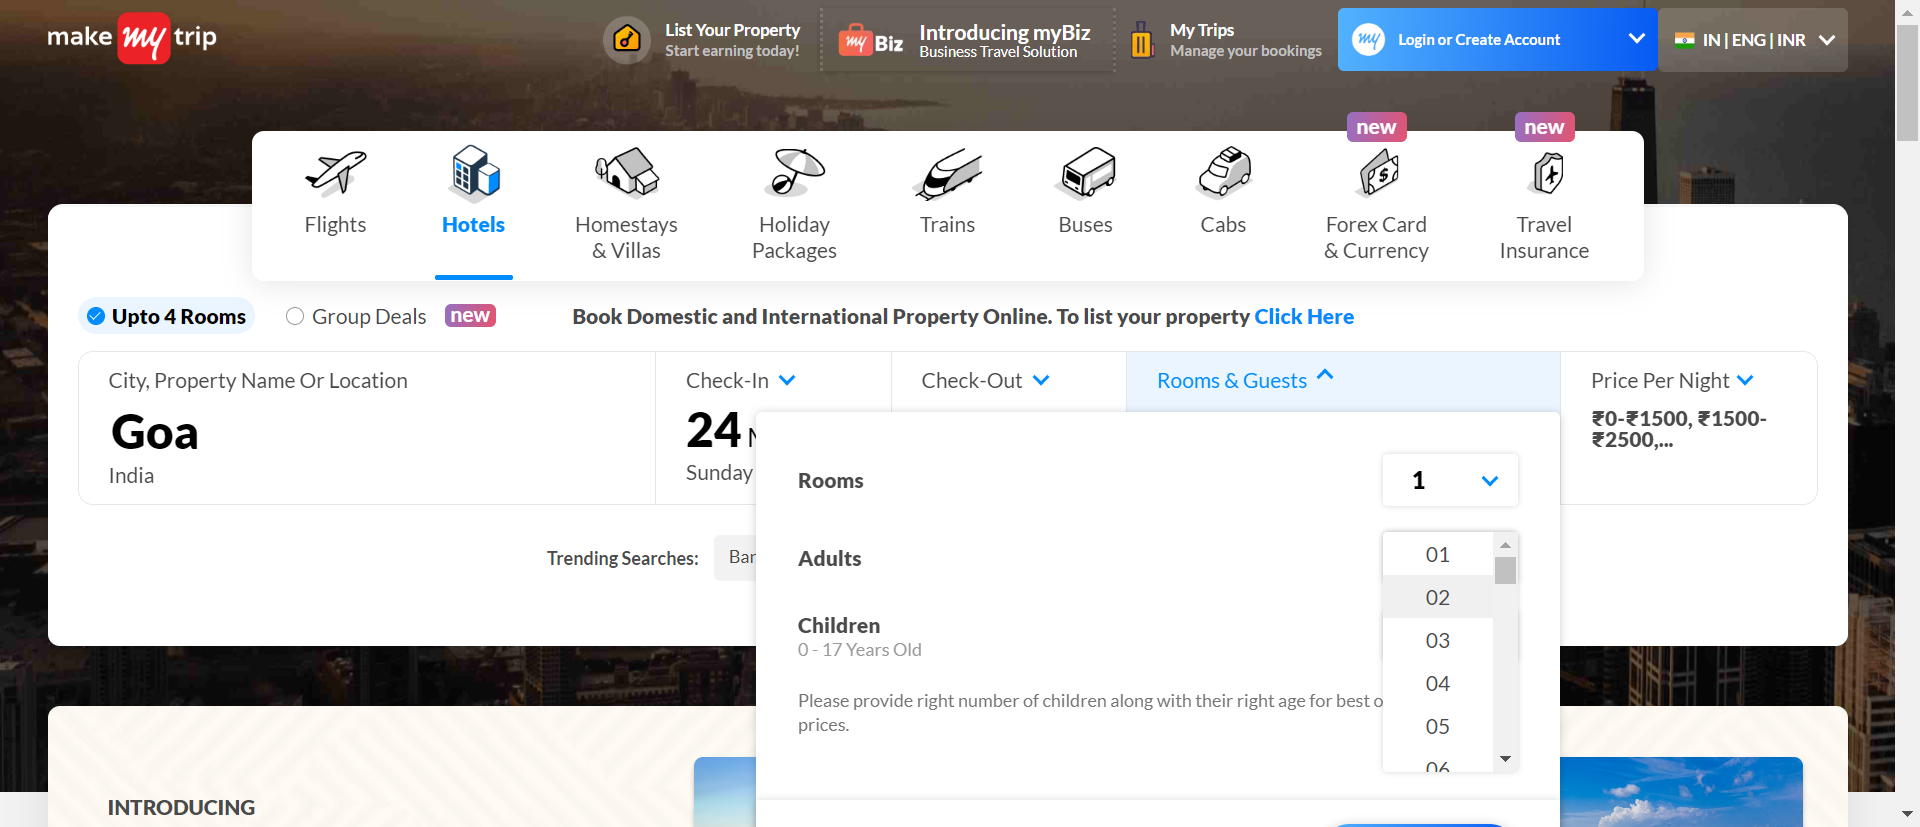 make my trip
List Your Property
Start earning today!
my Biz
Introducing myBiz
Business Travel Solution
My Trips
Manage your bookings
my
Login or Create Account
IN | ENG | INR
new
new
Flights
Hotels
Homestays
& Villas
Holiday
Packages
Trains
Buses
Cabs
Forex Card
& Currency
Travel
Insurance
Upto 4 Rooms
Group Deals
new
Book Domestic and International Property Online. To list your property Click Here
City, Property Name Or Location
Goa
India
Check-In
24
Sunday
Check-Out
Rooms & Guests
Price Per Night
₹0-₹1500, ₹1500-
₹2500,...
Rooms
1
Adults
01
02
03
04
05
06
Children
0 - 17 Years Old
Please provide right number of children along with their right age for best o
prices.
Trending Searches:
Bar
INTRODUCING